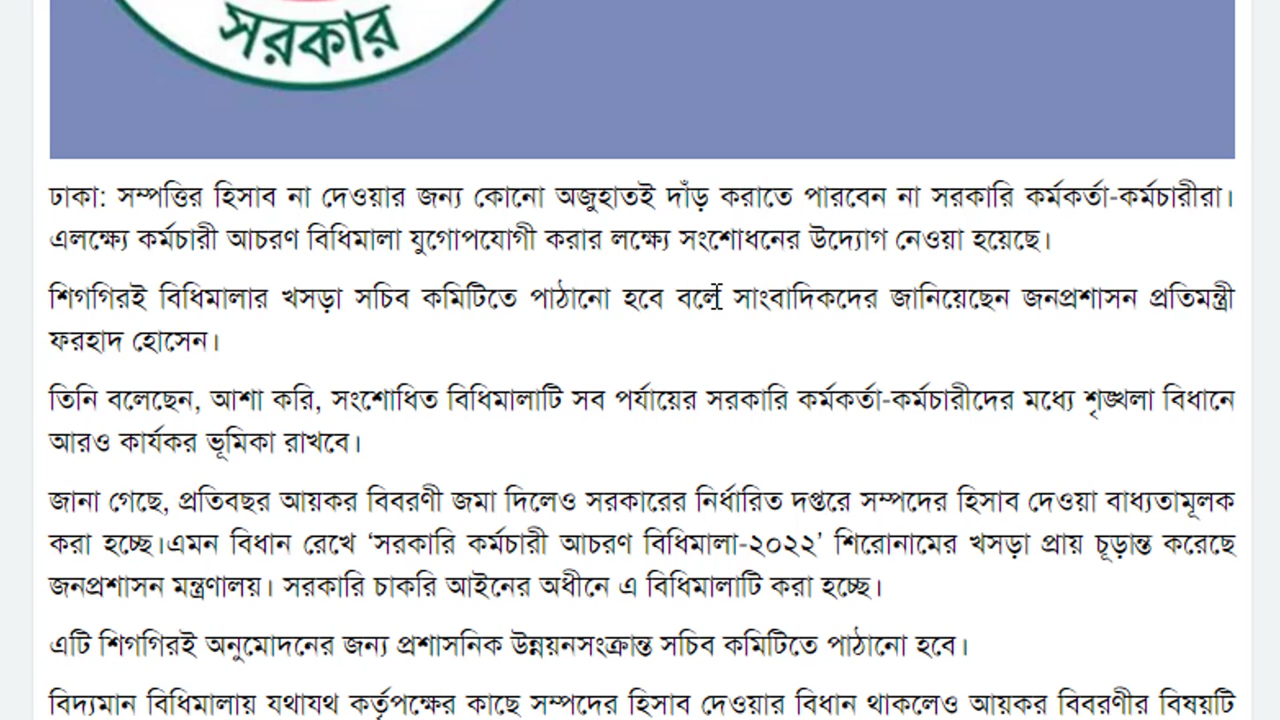 সরকার
ঢাকা: সম্পত্তির হিসাব না দেওয়ার জন্য কোনো অজুহাতই দাঁড় করাতে পারবেন না সরকারি কর্মকর্তা-কর্মচারীরা।
এলক্ষ্যে কর্মচারী আচরণ বিধিমালা যুগোপযোগী করার লক্ষ্যে সংশোধনের উদ্যোগ নেওয়া হয়েছে।
শিগগিরই বিধিমালার খসড়া সচিব কমিটিতে পাঠানো হবে বলে সাংবাদিকদের জানিয়েছেন জনপ্রশাসন প্রতিমন্ত্রী
ফরহাদ হোসেন।
তিনি বলেছেন, আশা করি, সংশোধিত বিধিমালাটি সব পর্যায়ের সরকারি কর্মকর্তা-কর্মচারীদের মধ্যে শৃঙ্খলা বিধানে
আরও কার্যকর ভূমিকা রাখবে।
জানা গেছে, প্রতিবছর আয়কর বিবরণী জমা দিলেও সরকারের নির্ধারিত দপ্তরে সম্পদের হিসাব দেওয়া বাধ্যতামূলক
করা হচ্ছে।এমন বিধান রেখে ‘সরকারি কর্মচারী আচরণ বিধিমালা-২০২২’ শিরোনামের খসড়া প্রায় চূড়ান্ত করেছে
জনপ্রশাসন মন্ত্রণালয়। সরকারি চাকরি আইনের অধীনে এ বিধিমালাটি করা হচ্ছে।
এটি শিগগিরই অনুমোদনের জন্য প্রশাসনিক উন্নয়নসংক্রান্ত সচিব কমিটিতে পাঠানো হবে।
বিদ্যমান বিধিমালায় যথাযথ কর্তৃপক্ষের কাছে সম্পদের হিসাব দেওয়ার বিধান থাকলেও আয়কর বিবরণীর বিষয়টি